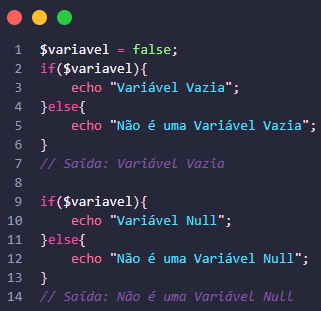 1 $variavel = false;
2 if($variavel){
3 echo "Variável Vazia";
4 }else{
5 echo "Não é uma Variável Vazia";
6 }
7 // Saída: Variável Vazia
8
9 if($variavel){
10 echo "Variável Null";
11 }else{
12 echo "Não é uma Variável Null";
13 }
14 // Saída: Não é uma Variável Null